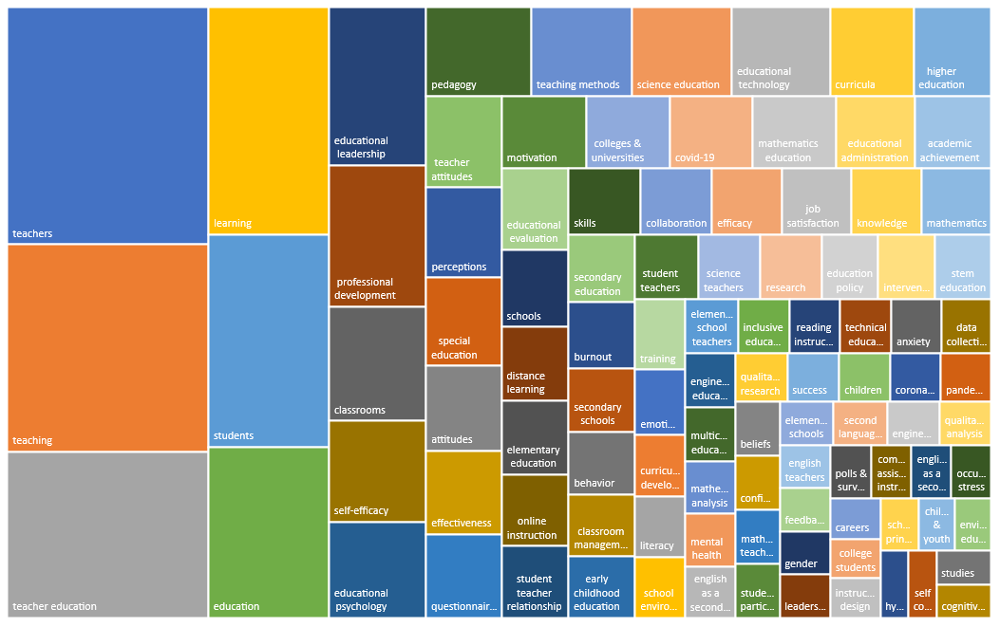 teachers
teaching
teacher education
learning
students
education
educational
leadership
professional
development
classrooms
self-efficacy
educational
psychology
pedagogy
teaching methods
science education
educational
technology
curricula
higher
education
teacher
attitudes
perceptions
special
education
attitudes
effectiveness
questionnair...
motivation
colleges &
universities
covid-19
mathematics
education
educational
administration
academic
achievement
educational
evaluation
schools
distance
learning
elementary
education
online
instruction
student
teacher
relationship
skills
collaboration
efficacy
job
satisfaction
knowledge
mathematics
secondary
education
burnout
secondary
schools
behavior
classroom
managem...
early
childhood
education
student
teachers
science
teachers
research
education
policy
interven...
stem
education
training
emoti...
curricu...
develo...
literacy
school
enviro...
elemen...
school
teachers
inclusive
educa...
reading
instruc...
technical
educa...
anxiety
data
collecti...
engine...
educa...
multic...
educa...
mathe...
analysis
mental
health
english
as a
second...
qualita...
research
success
children
corona...
pande...
beliefs
confi...
math...
teach...
stude...
partic...
elemen...
schools
second
languag...
engine...
qualita...
analysis
english
teachers
feedba...
gender
leaders...
polls &
surv...
com...
assis...
instr...
engli...
as a
seco...
occu...
stress
careers
college
students
instruc...
design
sch...
prin...
chil...
&
youth
envi...
edu...
hy...
self
co...
studies
cognitiv...